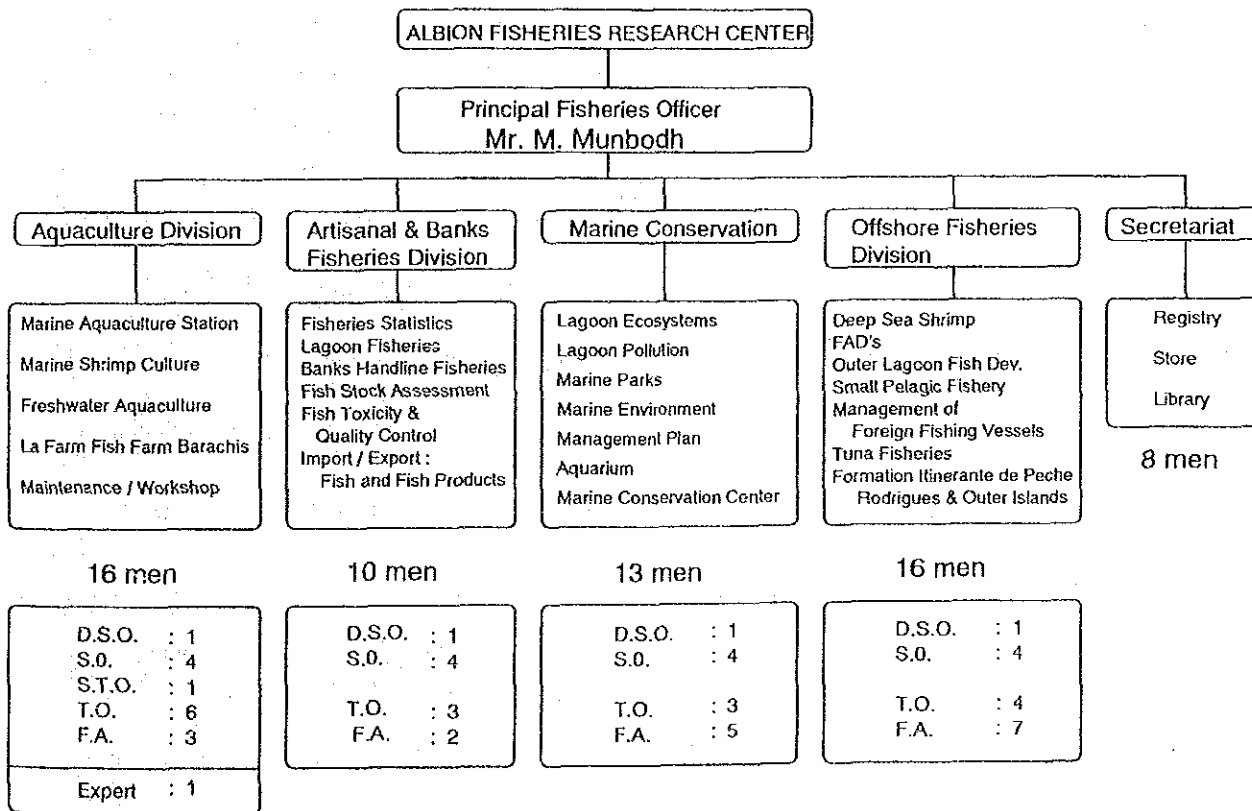 ALBION FISHERIES RESEARCH CENTER
Principal Fisheries Officer
Mr. M. Munbodh
Aquaculture Division
Marine Aquaculture Station
Marine Shrimp Culture
Freshwater Aquaculture
La Farm Fish Farm Barachis
Maintenance / Workshop
16 men
D.S.O. : 1
S.0. : 4
S.T.O. : 1
T.O. : 6
F.A. : 3
Expert : 1
Artisanal & Banks
Fisheries Division
Fisheries Statistics
Lagoon Fisheries
Banks Handline Fisheries
Fish Stock Assessment
Fish Toxicity &
Quality Control
Import / Export :
Fish and Fish Products
10 men
D.S.O. : 1
S.0. : 4
T.O. : 3
F.A. : 2
Marine Conservation
Lagoon Ecosystems
Lagoon Pollution
Marine Parks
Marine Environment
Management Plan
Aquarium
Marine Conservation Center
13 men
D.S.O. : 1
S.0. : 4
T.O. : 3
F.A. : 5
Offshore Fisheries
Division
Deep Sea Shrimp
FAD's
Outer Lagoon Fish Dev.
Small Pelagic Fishery
Management of
Foreign Fishing Vessels
Tuna Fisheries
Formation Itinerante de Peche
Rodrigues & Outer Islands
16 men
D.S.O. : 1
S.0. : 4
T.O. : 4
F.A. : 7
Secretariat
Registry
Store
Library
8 men